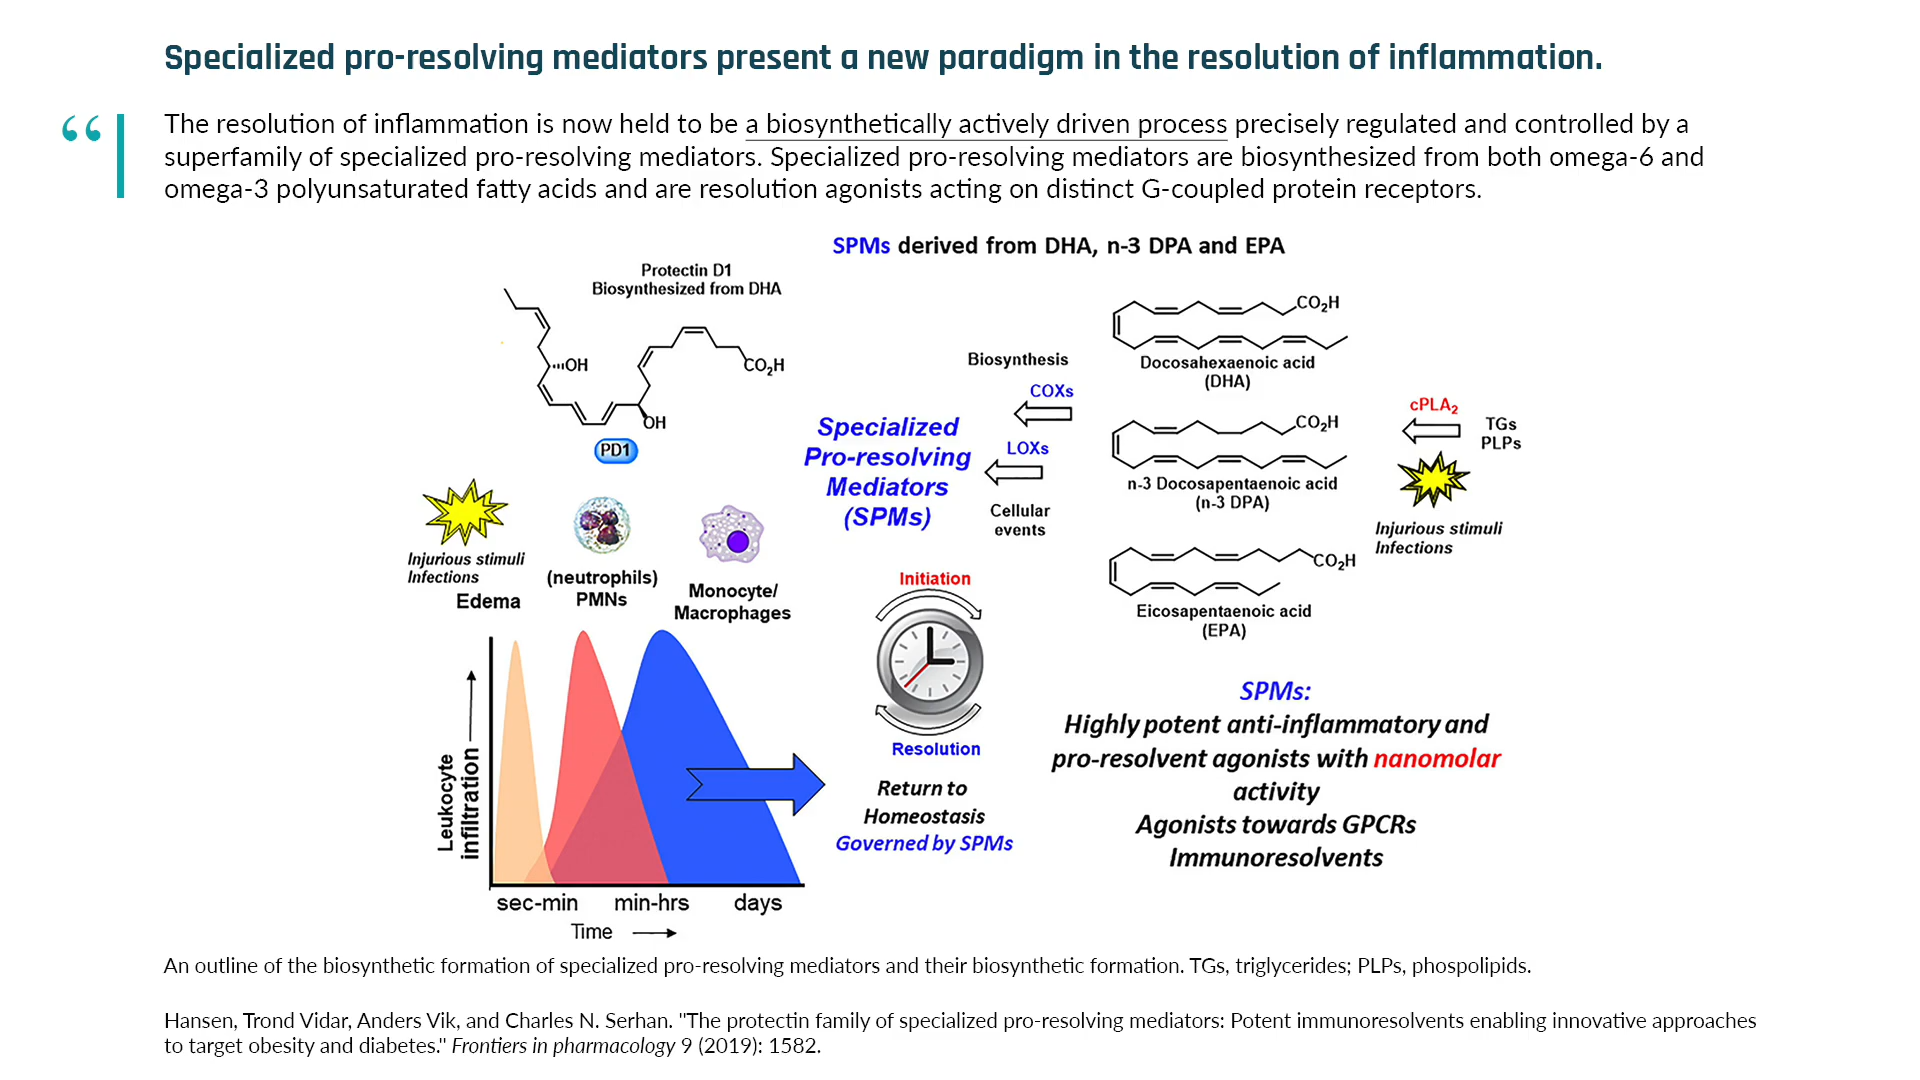 Specialized pro-resolving mediators present a new paradigm in the resolution of inflammation.
“
The resolution of inflammation is now held to be a biosynthetically actively driven process precisely regulated and controlled by a
superfamily of specialized pro-resolving mediators. Specialized pro-resolving mediators are biosynthesized from both omega-6 and
omega-3 polyunsaturated fatty acids and are resolution agonists acting on distinct G-coupled protein receptors.
SPMs derived from DHA, n-3 DPA and EPA
Protectin D1
Biosynthesized from DHA
OH
CO₂H
OH
PD1
Injurious stimuli
Infections
Edema
(neutrophils)
PMNs
Monocyte/
Macrophages
Leukocyte
infiltration
sec-min
min-hrs
days
Time
Specialized
Pro-resolving
Mediators
(SPMs)
Biosynthesis
COXs
LOXs
Cellular
events
CO₂H
Docosahexaenoic acid
(DHA)
CO₂H
n-3 Docosapentaenoic acid
(n-3 DPA)
CO₂H
Eicosapentaenoic acid
(EPA)
cPLA₂
TGs
PLPs
Injurious stimuli
Infections
Initiation
Resolution
Return to
Homeostasis
Governed by SPMs
SPMs:
Highly potent anti-inflammatory and
pro-resolvent agonists with nanomolar
activity
Agonists towards GPCRs
Immunoresolvents
An outline of the biosynthetic formation of specialized pro-resolving mediators and their biosynthetic formation. TGs, triglycerides; PLPs, phospolipids.
Hansen, Trond Vidar, Anders Vik, and Charles N. Serhan. "The protectin family of specialized pro-resolving mediators: Potent immunoresolvents enabling innovative approaches
to target obesity and diabetes." Frontiers in pharmacology 9 (2019): 1582.